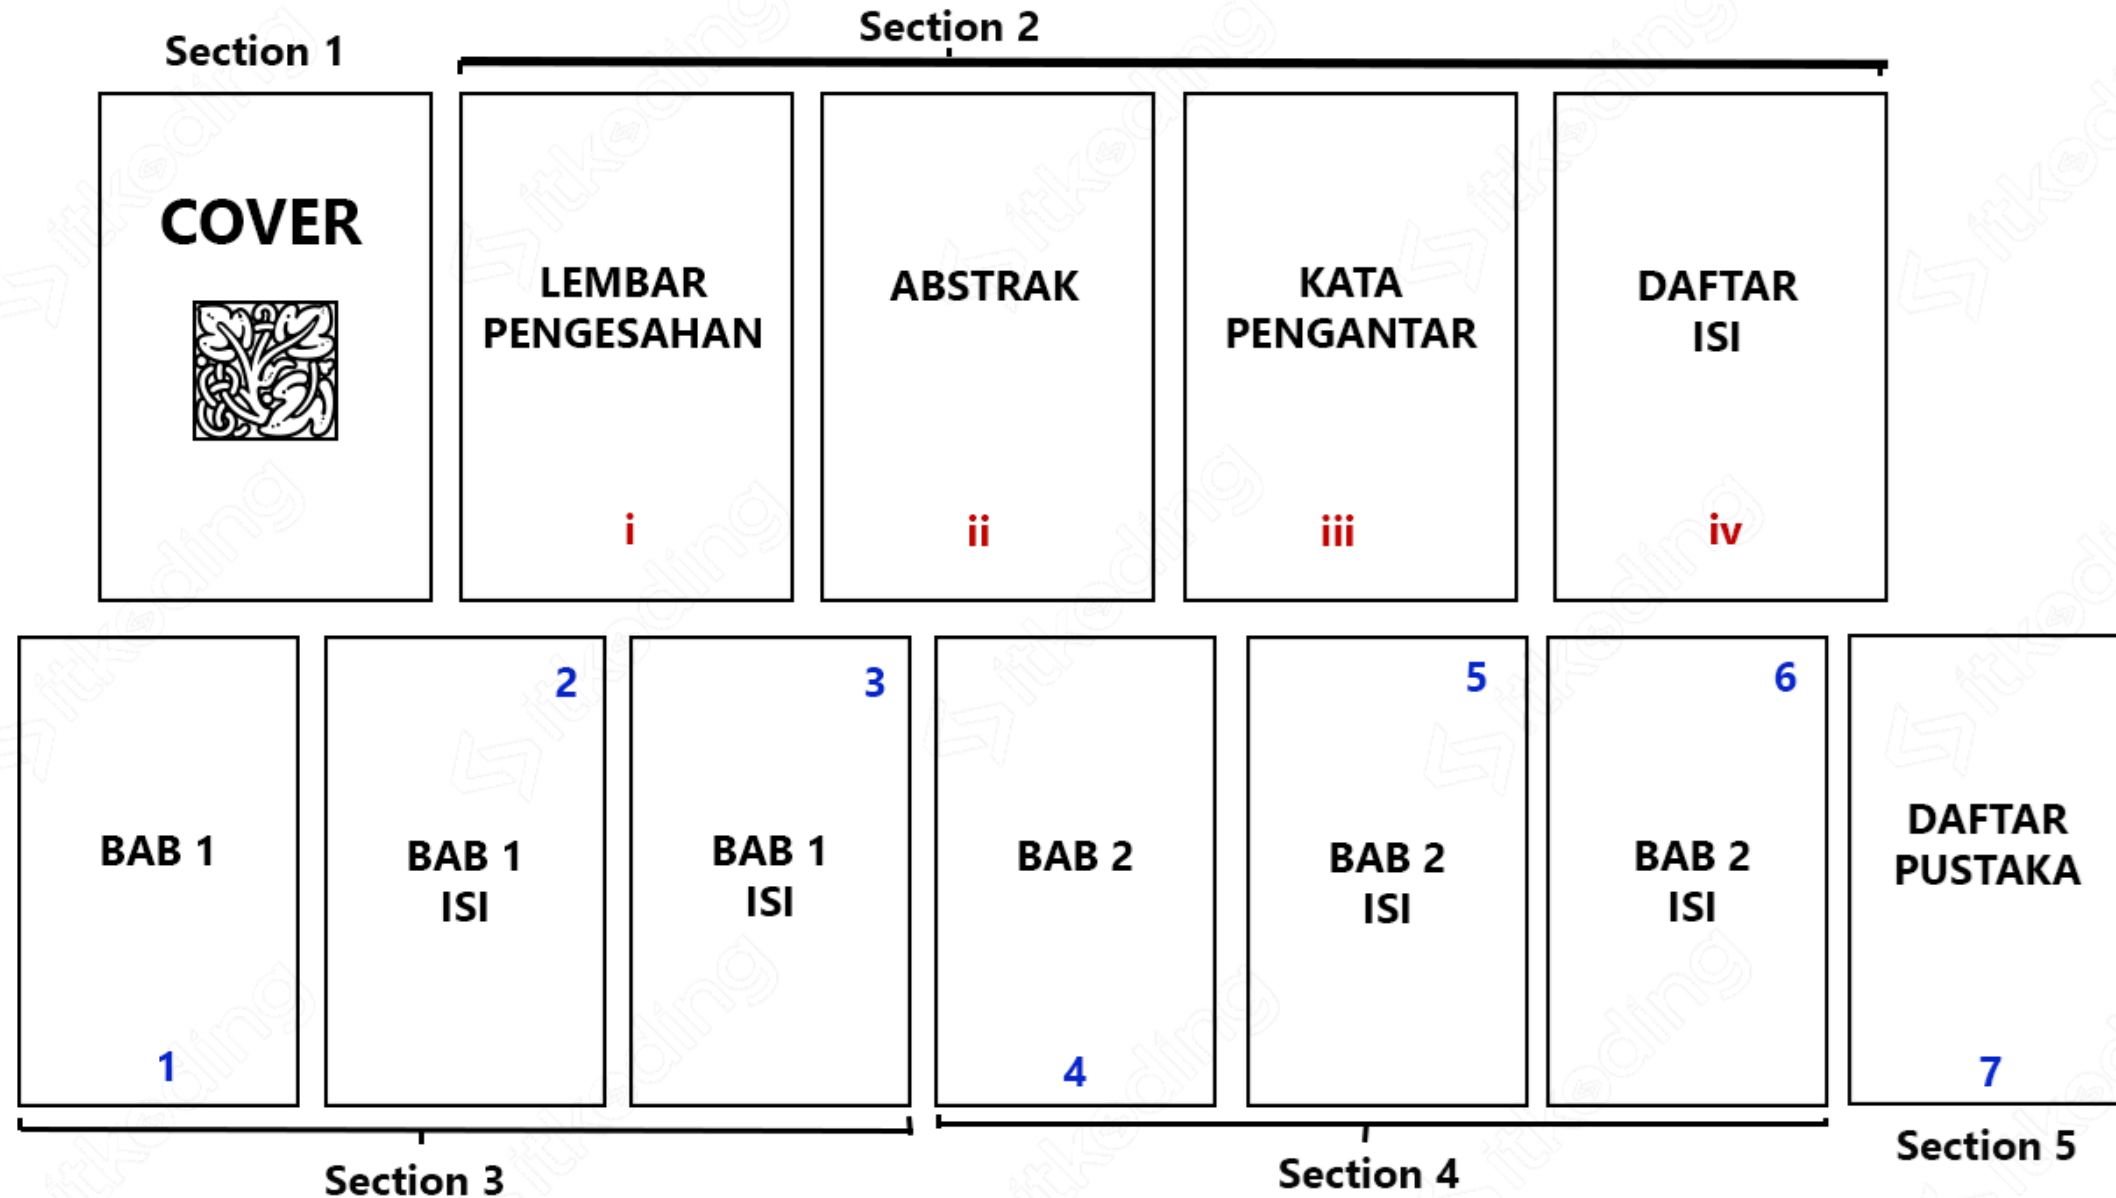 Section 1
Section 2
COVER
LEMBAR
PENGESAHAN
i
ABSTRAK
ii
KATA
PENGANTAR
iii
DAFTAR
ISI
iv
BAB 1
1
2
BAB 1
ISI
3
BAB 1
ISI
BAB 2
4
5
BAB 2
ISI
6
BAB 2
ISI
DAFTAR
PUSTAKA
7
Section 3
Section 4
Section 5
itkoding